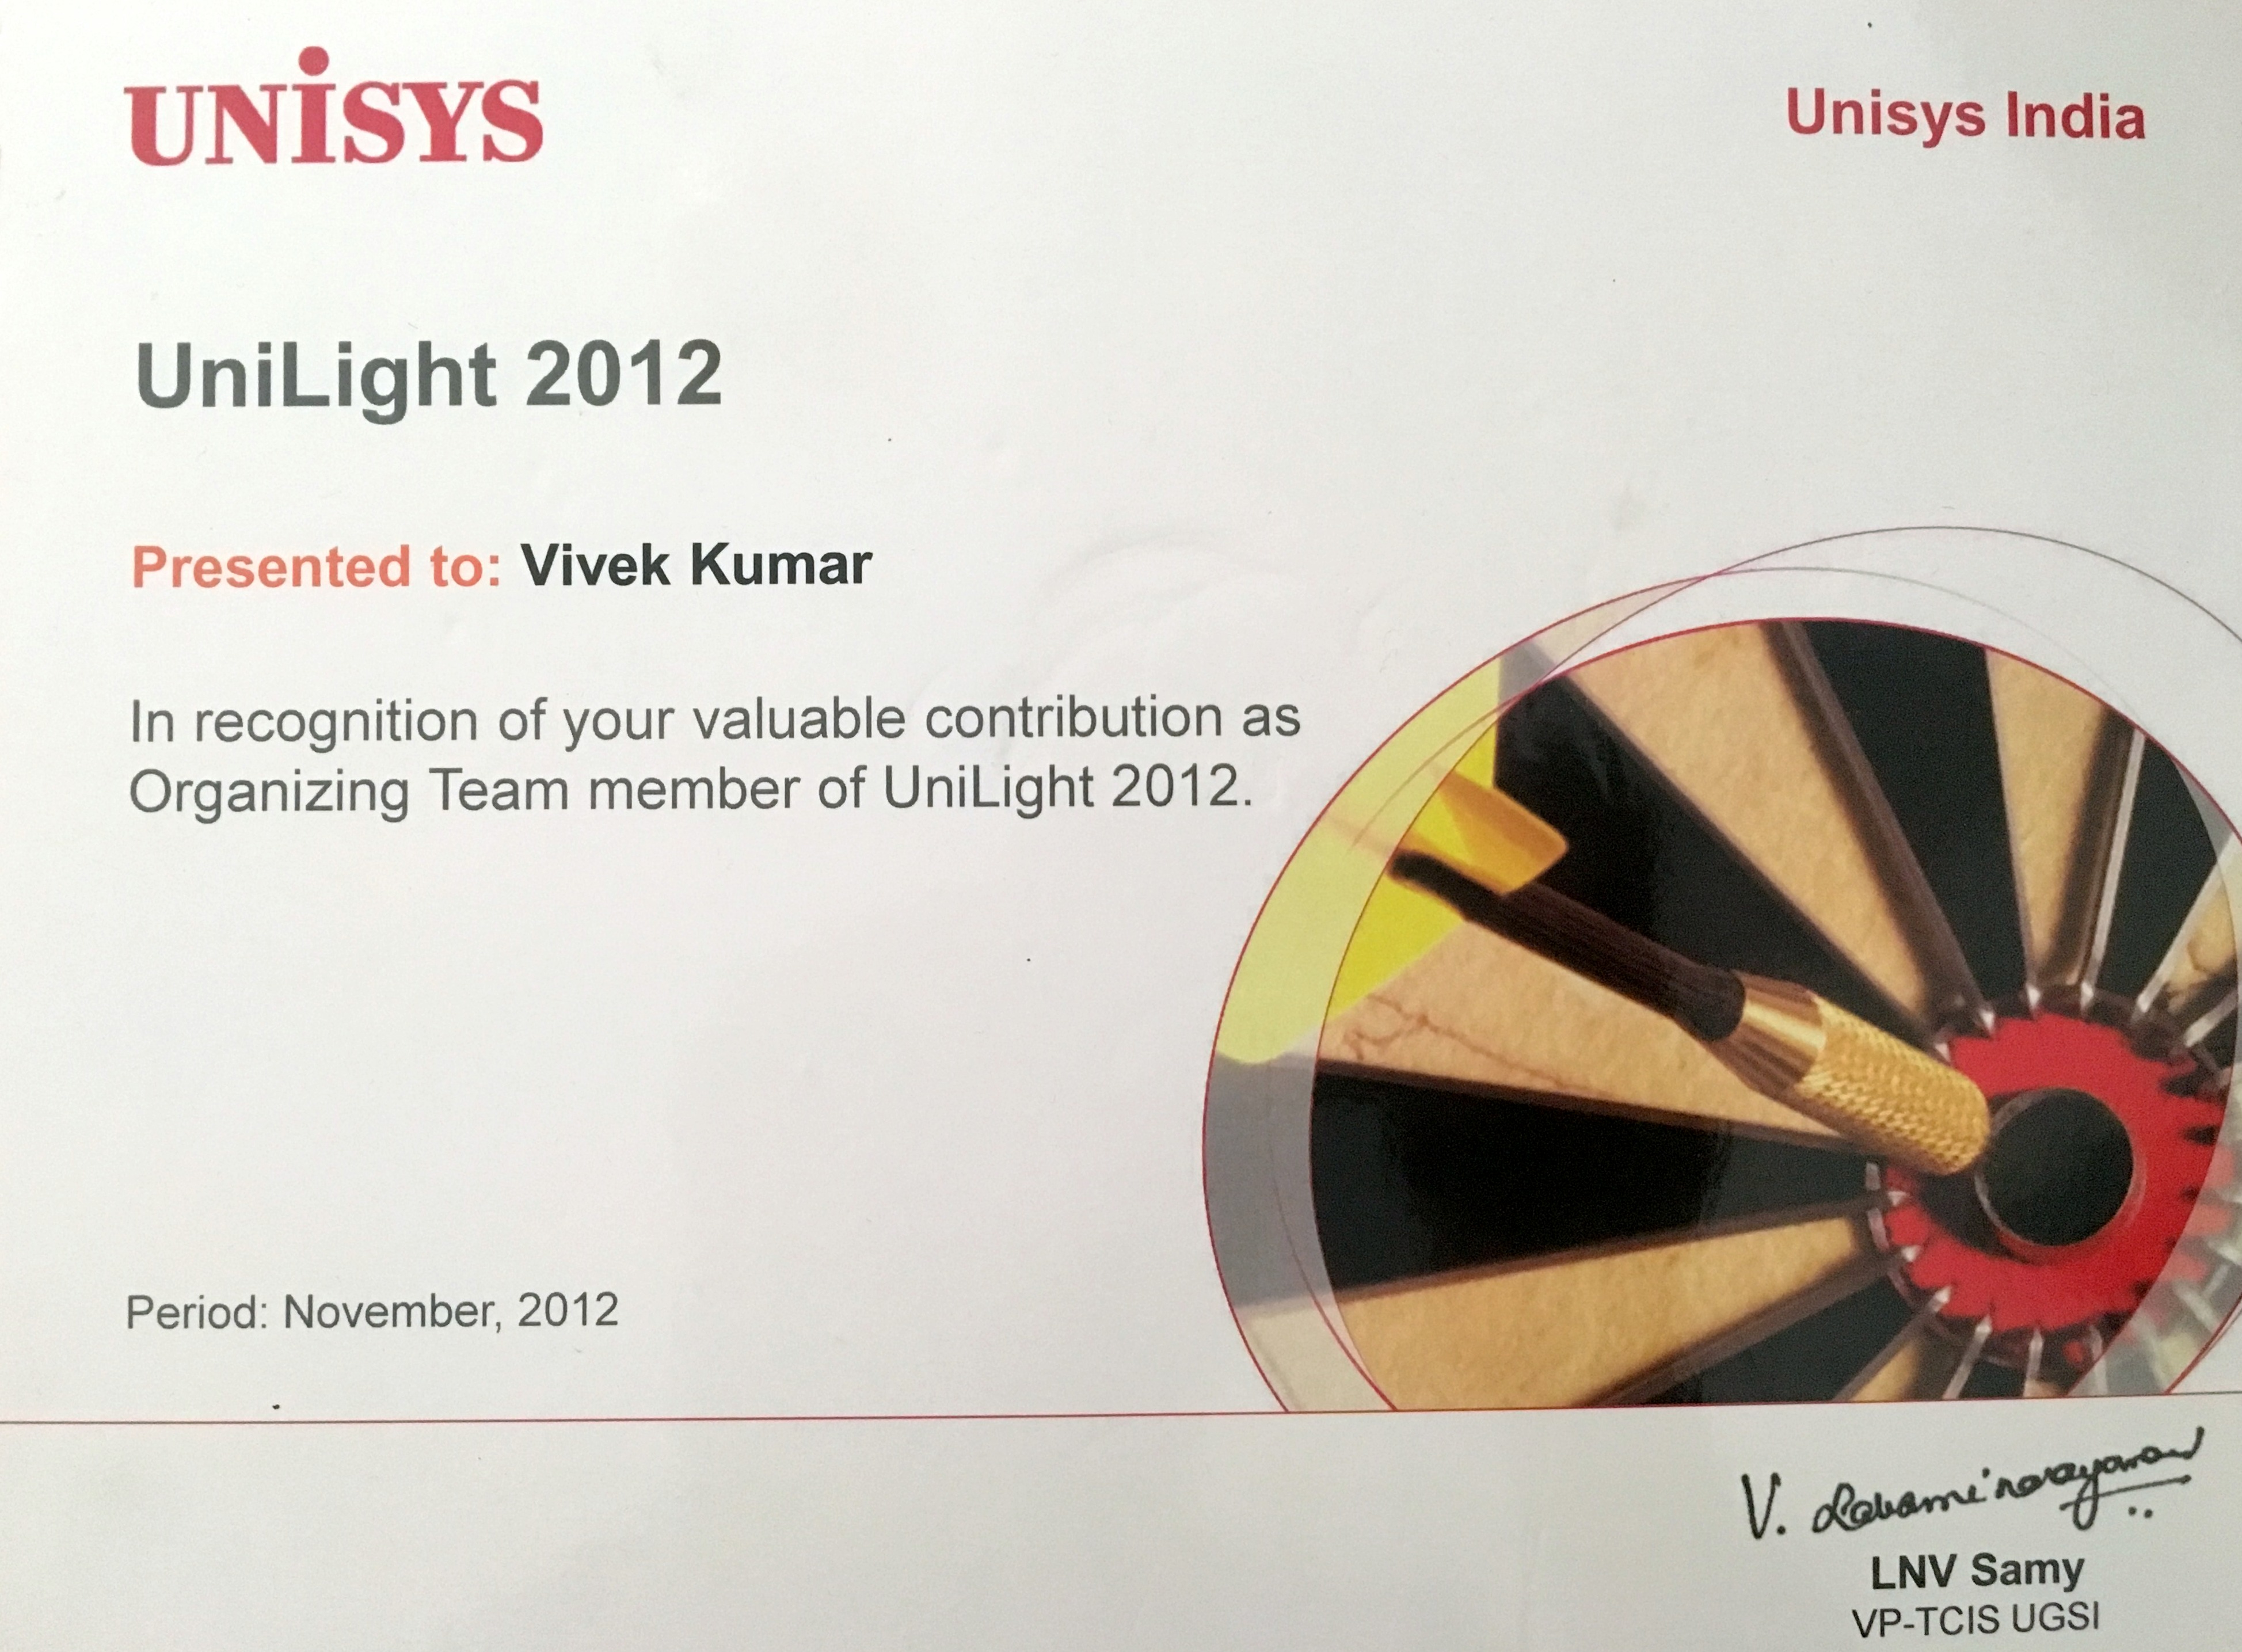 UNiSYS
Unisys India
UniLight 2012
Presented to: Vivek Kumar
In recognition of your valuable contribution as
Organizing Team member of UniLight 2012.
Period: November, 2012
V.
LNV Samy
VP-TCIS UGSI